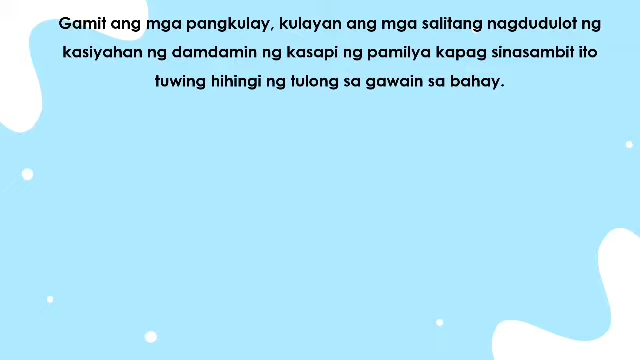 Gamit ang mga pangkulay, kulayan ang mga salitang nagdudulot ng
kasiyahan ng damdamin ng kasapi ng pamilya kapag sinasambit ito
tuwing hihingi ng tulong sa gawain sa bahay.